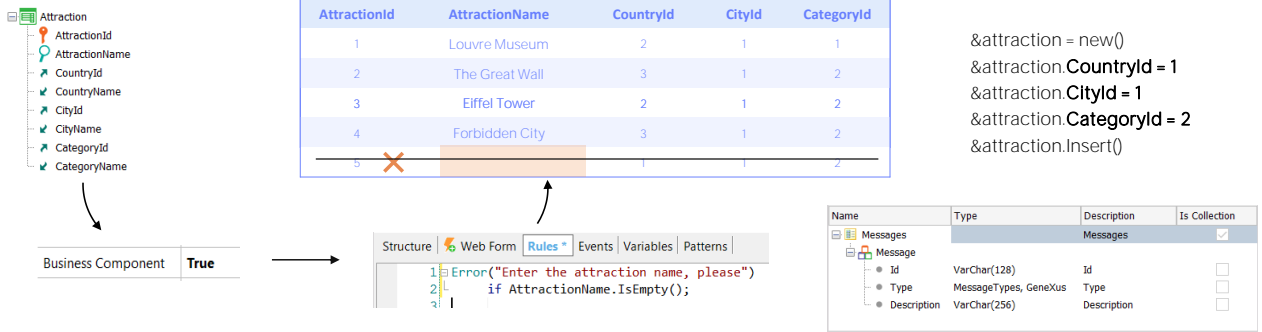 Attraction
AttractionId
AttractionName
CountryId
CountryName
CityId
CityName
CategoryId
CategoryName
Business Component True
AttractionId AttractionName CountryId CityId CategoryId
1 Louvre Museum 2 1 1
2 The Great Wall 3 1 2
3 Eiffel Tower 2 1 2
4 Forbidden City 3 1 2
5 1 1 2
Structure Web Form Rules * Events Variables Patterns
1 Error("Enter the attraction name, please")
2 if AttractionName.IsEmpty();
3
&attraction = new()
&attraction.CountryId = 1
&attraction.CityId = 1
&attraction.CategoryId = 2
&attraction.Insert()
Name Type Description Is Collection
Messages Messages
Message
Id VarChar(128) Id
Type MessageTypes, GeneXus Type
Description VarChar(256) Description